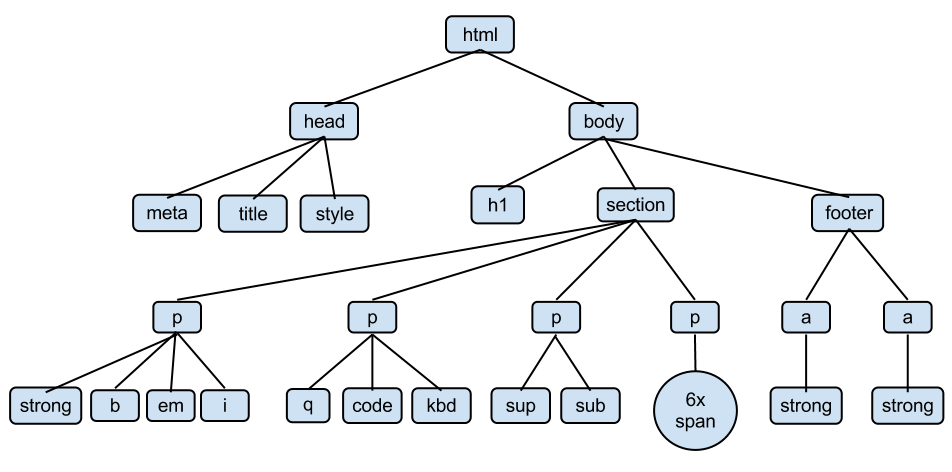 html
head
body
meta
title
style
h1
section
footer
p
p
p
p
a
a
strong
b
em
i
q
code
kbd
sup
sub
6x
span
strong
strong